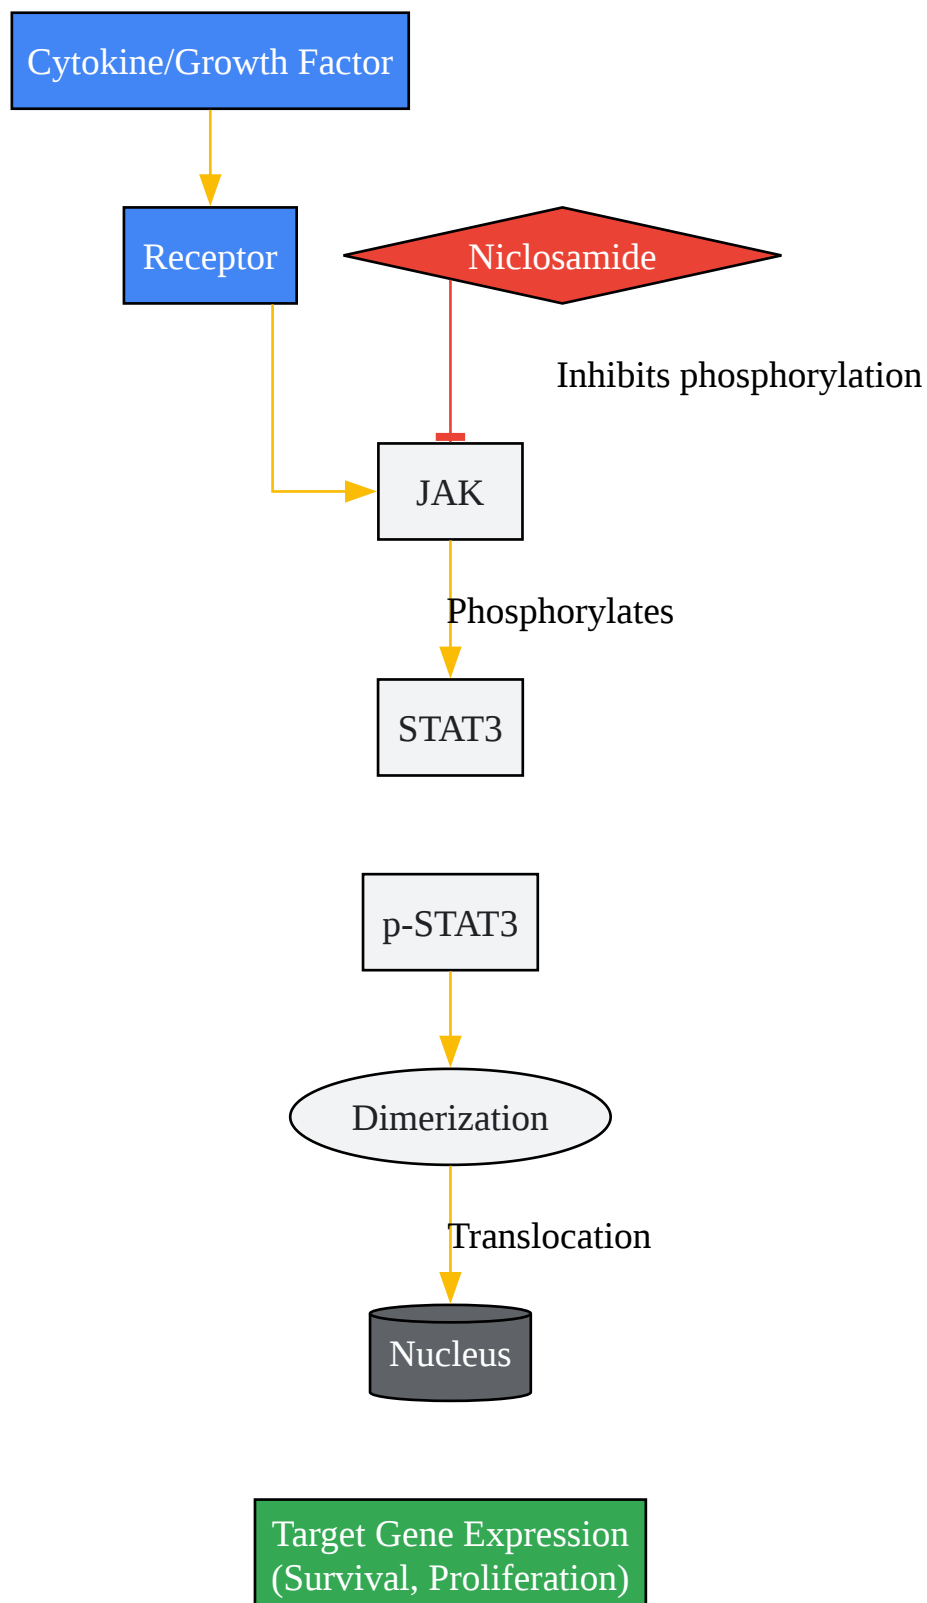 Cytokine/Growth Factor
Receptor
Niclosamide
Inhibits phosphorylation
JAK
Phosphorylates
STAT3
p-STAT3
Dimerization
Translocation
Nucleus
Target Gene Expression
(Survival, Proliferation)